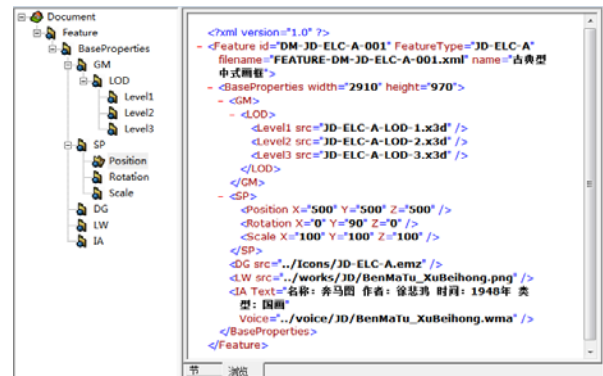 Document
Feature
BaseProperties
GM
LOD
Level1
Level2
Level3
SP
Position
Rotation
Scale
DG
LW
IA
<?xml version="1.0" ?>
- <Feature id="DM-JD-ELC-A-001" FeatureType="JD-ELC-A"
filename="FEATURE-DM-JD-ELC-A-001.xml" name="古典型
中式画框">
- <BaseProperties width="2910" height="970">
- <GM>
- <LOD>
<Level1 src="JD-ELC-A-LOD-1.x3d" />
<Level2 src="JD-ELC-A-LOD-2.x3d" />
<Level3 src="JD-ELC-A-LOD-3.x3d" />
</LOD>
</GM>
- <SP>
<Position X="500" Y="500" Z="500" />
<Rotation X="0" Y="90" Z="0" />
<Scale X="100" Y="100" Z="100" />
</SP>
<DG src="../Icons/JD-ELC-A.emz" />
<LW src="../works/JD/BenMaTu_XuBeihong.png" />
<IA Text="名称：奔马图 作者：徐悲鸿 时间：1948年 类
型：国画"
Voice="../voice/JD/BenMaTu_XuBeihong.wma" />
</BaseProperties>
</Feature>
节 浏览